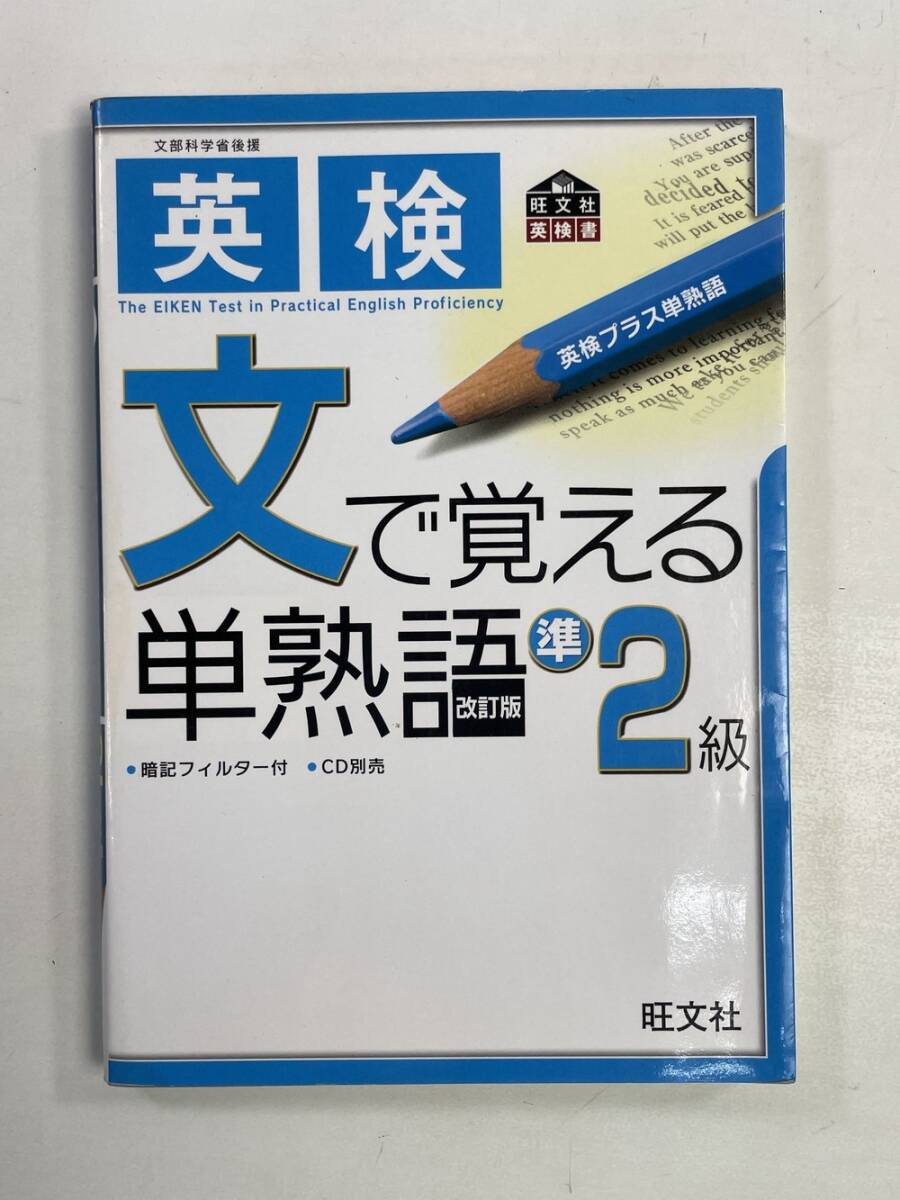 文部科学省後援
英検
旺文社
英検書
The EIKEN Test in Practical English Proficiency
After the
was scarce
You are sup
decided to
It is feared
will put the
英検プラス単熟語
comes to learning
nothing is more important
speak as much
We
you can
students
文で覚える
単熟語
改訂版
準2級
•暗記フィルター付 •CD別売
旺文社